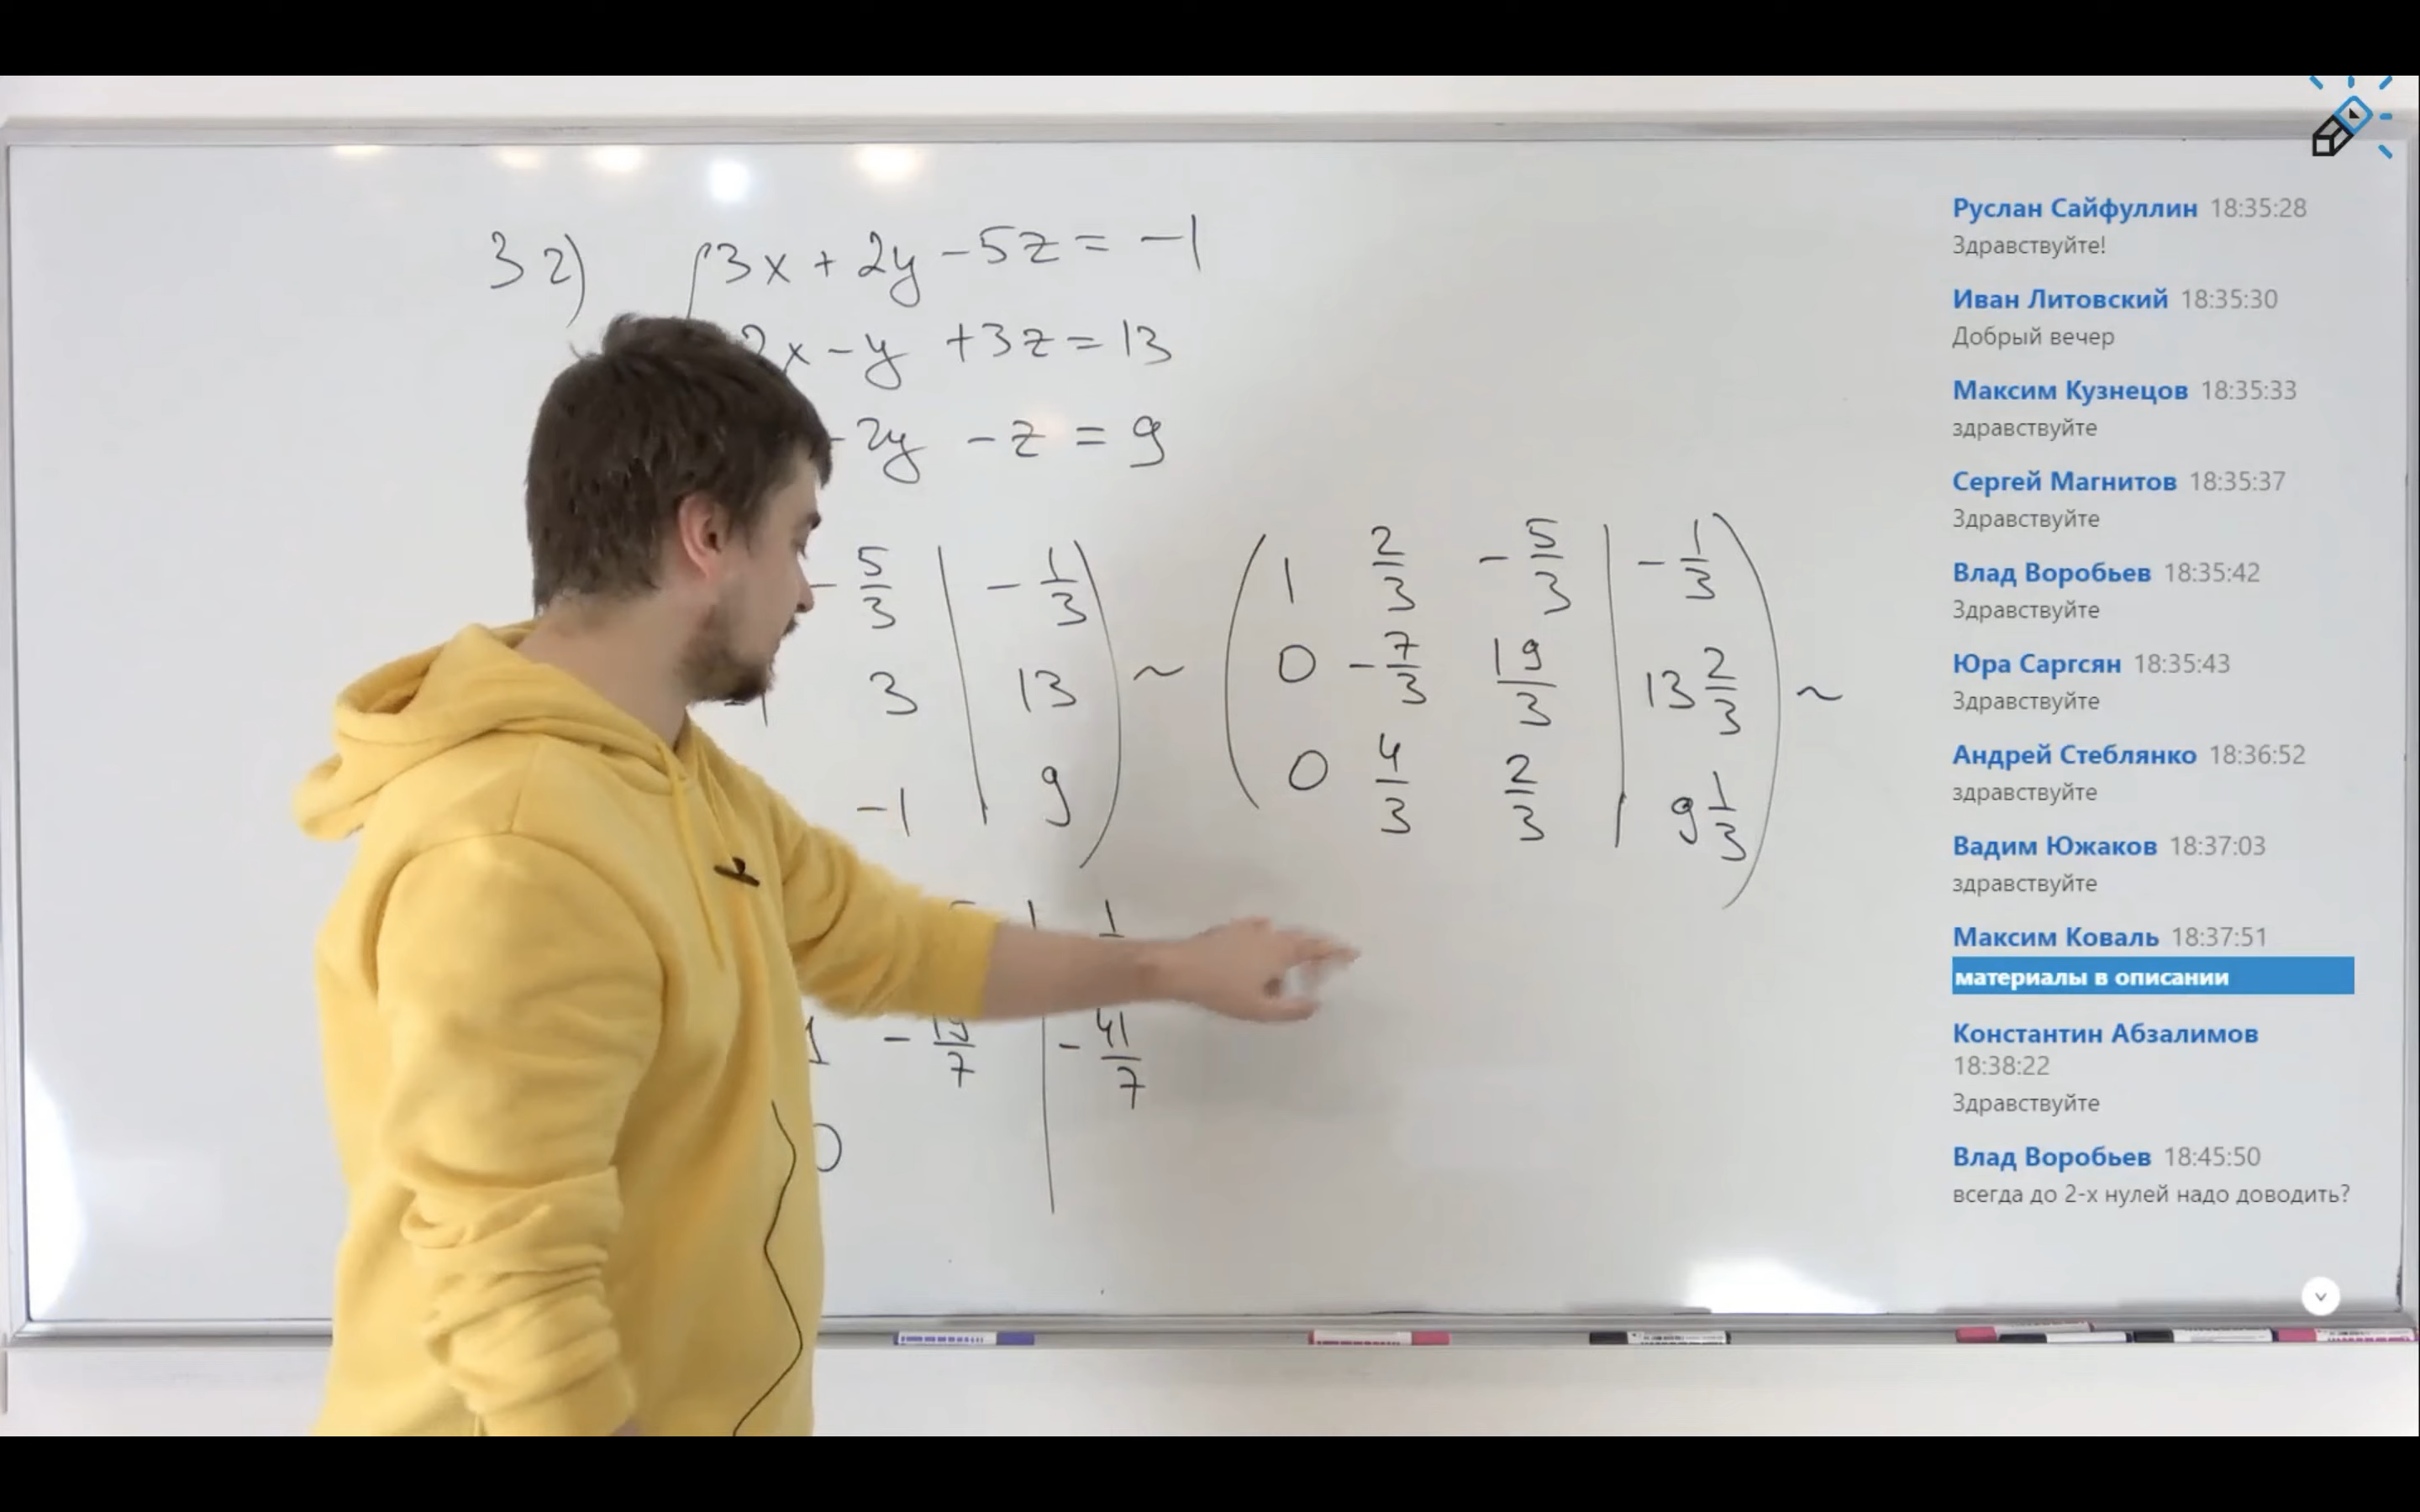 3 2) 3x + 2y - 5z = -1
2x - y + 3z = 13
- 2y - z = 9
- 5/3 | - 1/3 ) ~ ( 1 2/3 - 5/3 | - 1/3 ) ~
-1 3 | 13 0 - 7/3 19/3 | 13 2/3
-1 | 9 0 4/3 2/3 | 9 1/3
1 - 19/7 | - 41/7
0
Руслан Сайфуллин 18:35:28
Здравствуйте!
Иван Литовский 18:35:30
Добрый вечер
Максим Кузнецов 18:35:33
здравствуйте
Сергей Магнитов 18:35:37
Здравствуйте
Влад Воробьев 18:35:42
Здравствуйте
Юра Саргсян 18:35:43
Здравствуйте
Андрей Стеблянко 18:36:52
здравствуйте
Вадим Южаков 18:37:03
здравствуйте
Максим Коваль 18:37:51
материалы в описании
Константин Абзалимов
18:38:22
Здравствуйте
Влад Воробьев 18:45:50
всегда до 2-х нулей надо доводить?